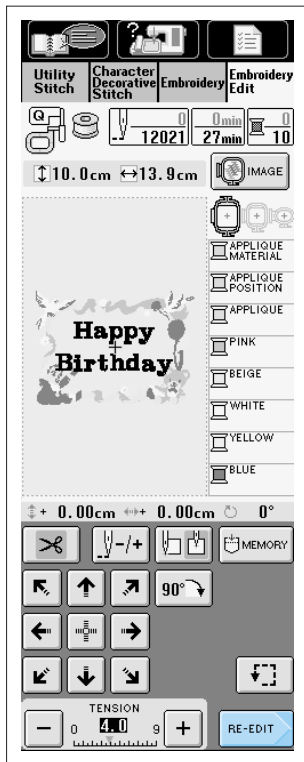 Utility Stitch
Character Decorative Stitch
Embroidery
Embroidery Edit
Q
0
12021
0min
27min
0
10
10.0cm
13.9cm
IMAGE
APPLIQUE MATERIAL
APPLIQUE POSITION
APPLIQUE
PINK
BEIGE
WHITE
YELLOW
BLUE
Happy
Birthday
+ 0.00cm
+ 0.00cm
0°
-/+
MEMORY
90°
TENSION
− 0 4.0 9 +
RE-EDIT